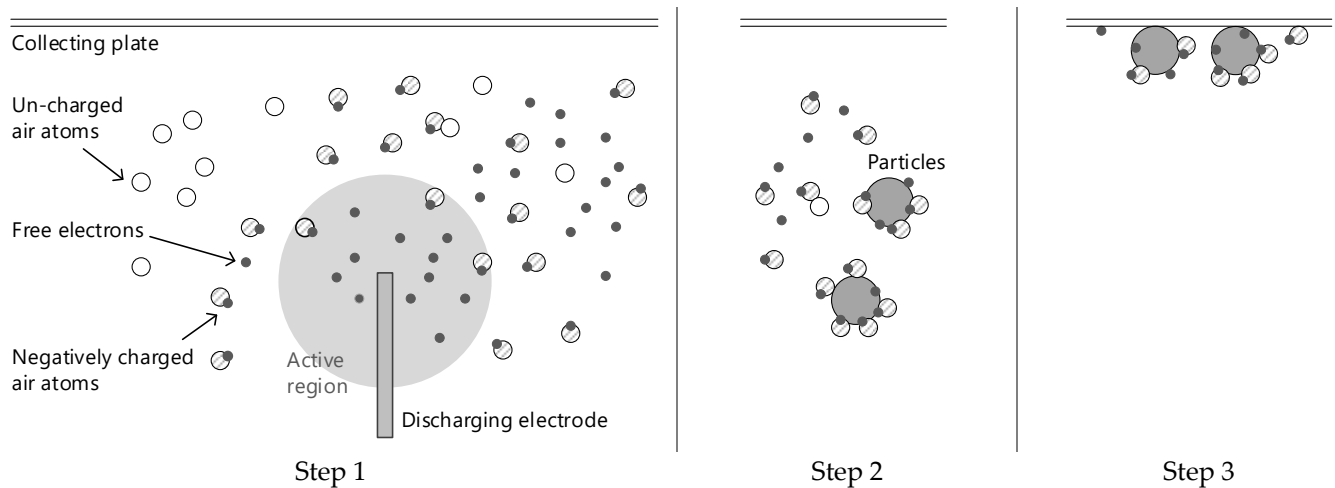 Collecting plate
Un-charged
air atoms
Free electrons
Negatively charged
air atoms
Active
region
Discharging electrode
Particles
Step 1
Step 2
Step 3